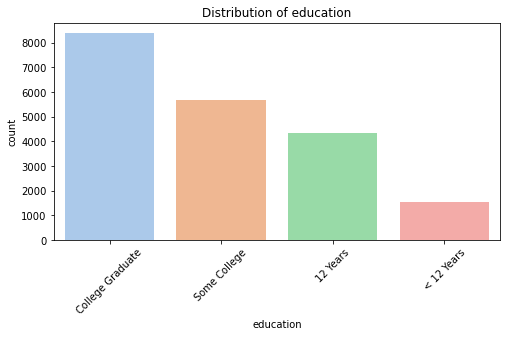 Distribution of education
8000
7000
6000
5000
4000
3000
2000
1000
0
count
College Graduate
Some College
12 Years
< 12 Years
education